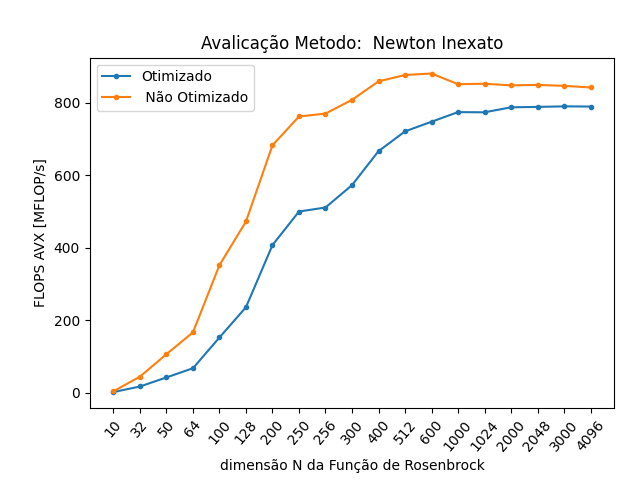 Avalicação Metodo:  Newton Inexato
Otimizado
Não Otimizado
FLOPS AVX [MFLOP/s]
800
600
400
200
0
10 32 50 64 100 128 200 250 256 300 400 512 600 1000 1024 2000 2048 3000 4096
dimensão N da Função de Rosenbrock